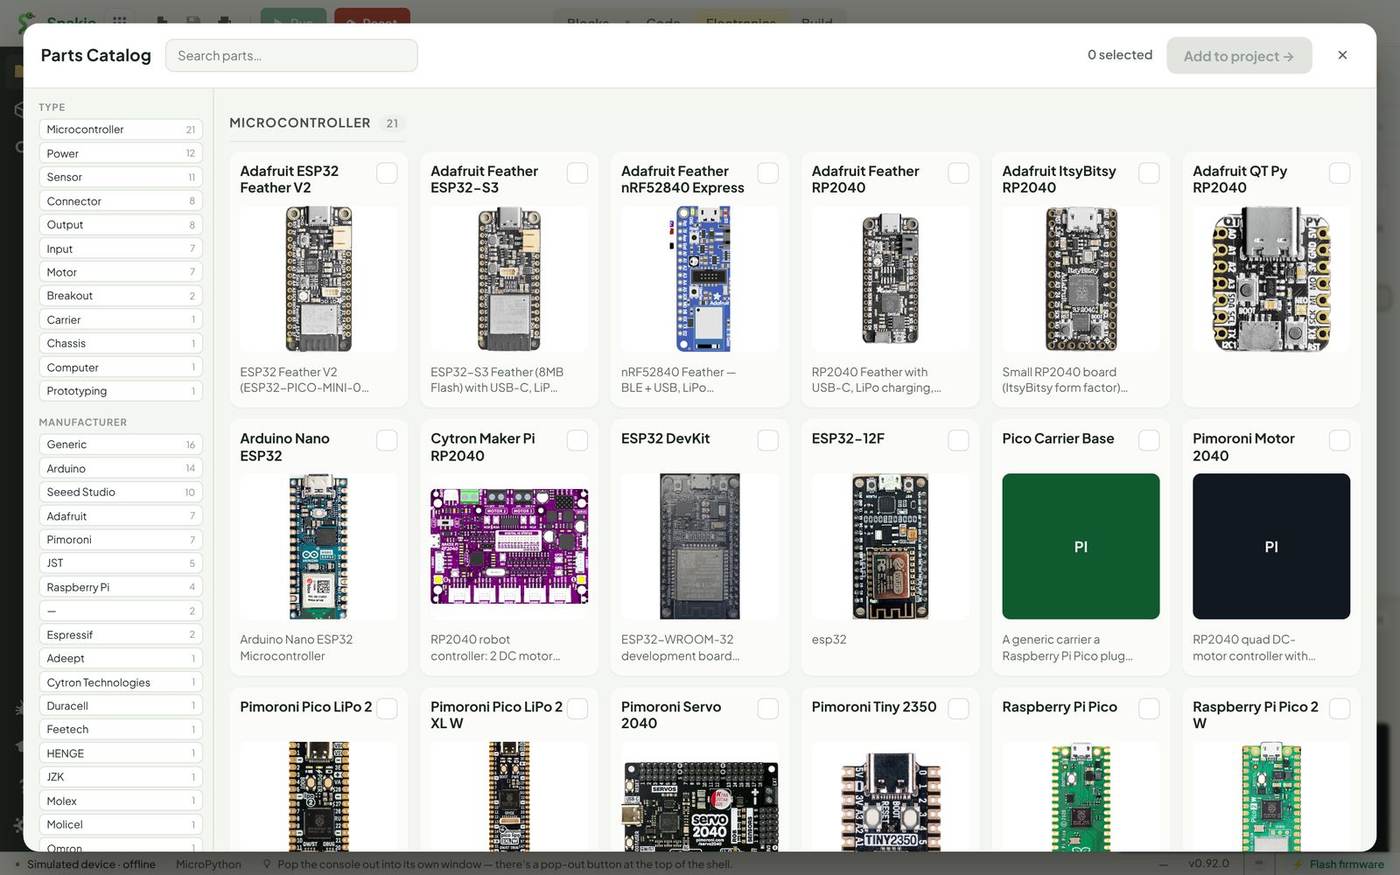 Parts Catalog
Search parts...
0 selected
Add to project →
TYPE
Microcontroller 21
Power 12
Sensor 11
Connector 8
Output 8
Input 7
Motor 7
Breakout 2
Carrier 1
Chassis 1
Computer 1
Prototyping 1
MANUFACTURER
Generic 16
Arduino 14
Seeed Studio 10
Adafruit 7
Pimoroni 7
JST 5
Raspberry Pi 4
— 2
Espressif 2
Adeept 1
Cytron Technologies 1
Duracell 1
Feetech 1
HENGE 1
JZK 1
Molex 1
Molicel 1
Omron
MICROCONTROLLER 21
Adafruit ESP32
Feather V2
ESP32 Feather V2
(ESP32-PICO-MINI-0...
Adafruit Feather
ESP32-S3
ESP32-S3 Feather (8MB
Flash) with USB-C, LiP...
Adafruit Feather
nRF52840 Express
nRF52840 Feather —
BLE + USB, LiPo...
Adafruit Feather
RP2040
RP2040 Feather with
USB-C, LiPo charging,...
Adafruit ItsyBitsy
RP2040
Small RP2040 board
(ItsyBitsy form factor)...
Adafruit QT Py
RP2040
Arduino Nano
ESP32
Arduino Nano ESP32
Microcontroller
Cytron Maker Pi
RP2040
RP2040 robot
controller: 2 DC motor...
ESP32 DevKit
ESP32-WROOM-32
development board...
ESP32-12F
esp32
Pico Carrier Base
PI
A generic carrier a
Raspberry Pi Pico plug...
Pimoroni Motor
2040
PI
RP2040 quad DC-
motor controller with...
Pimoroni Pico LiPo 2
Pimoroni Pico LiPo 2
XL W
Pimoroni Servo
2040
SERVOS
servo
2040
Pimoroni Tiny 2350
RESET
BOOT
TINY2350
Raspberry Pi Pico
Raspberry Pi Pico 2
W
Simulated device · offline
MicroPython
Pop the console out into its own window — there's a pop-out button at the top of the shell.
—
v0.92.0
Flash firmware